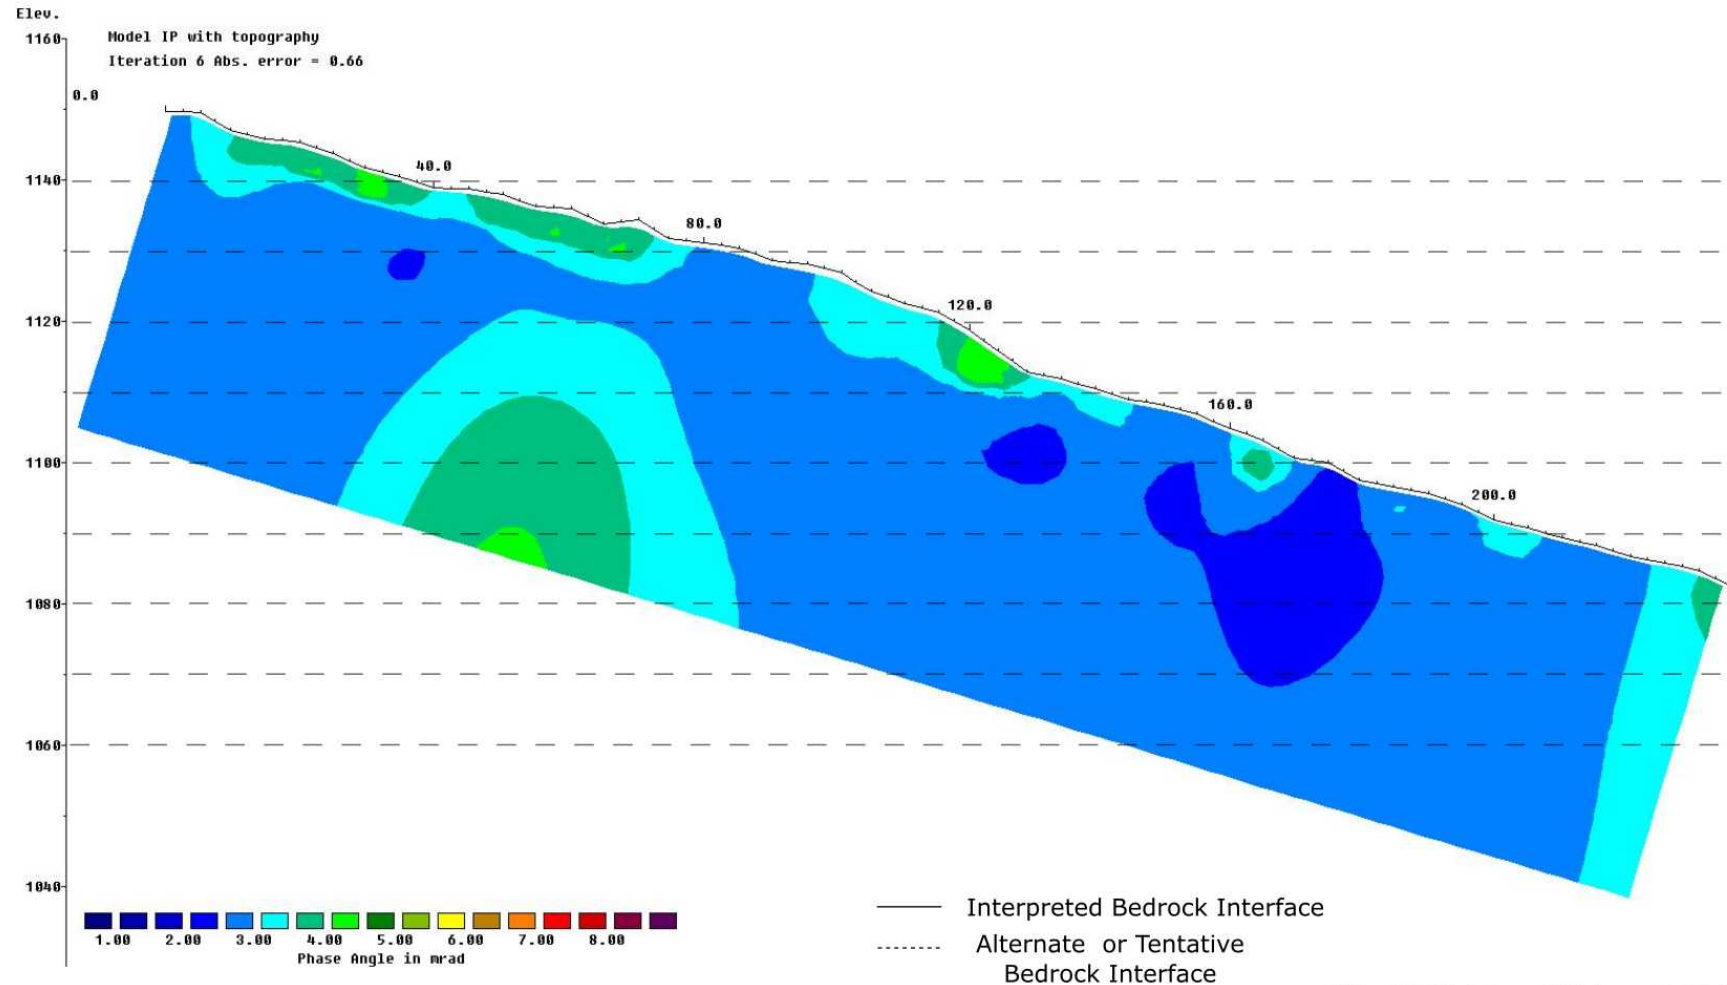 Elev.
1160
Model IP with topography
Iteration 6 Abs. error = 0.66
0.0
40.0
1140
80.0
120.0
1120
160.0
1100
200.0
1080
1060
1040
1.00 2.00 3.00 4.00 5.00 6.00 7.00 8.00
Phase Angle in mrad
Interpreted Bedrock Interface
Alternate or Tentative
Bedrock Interface